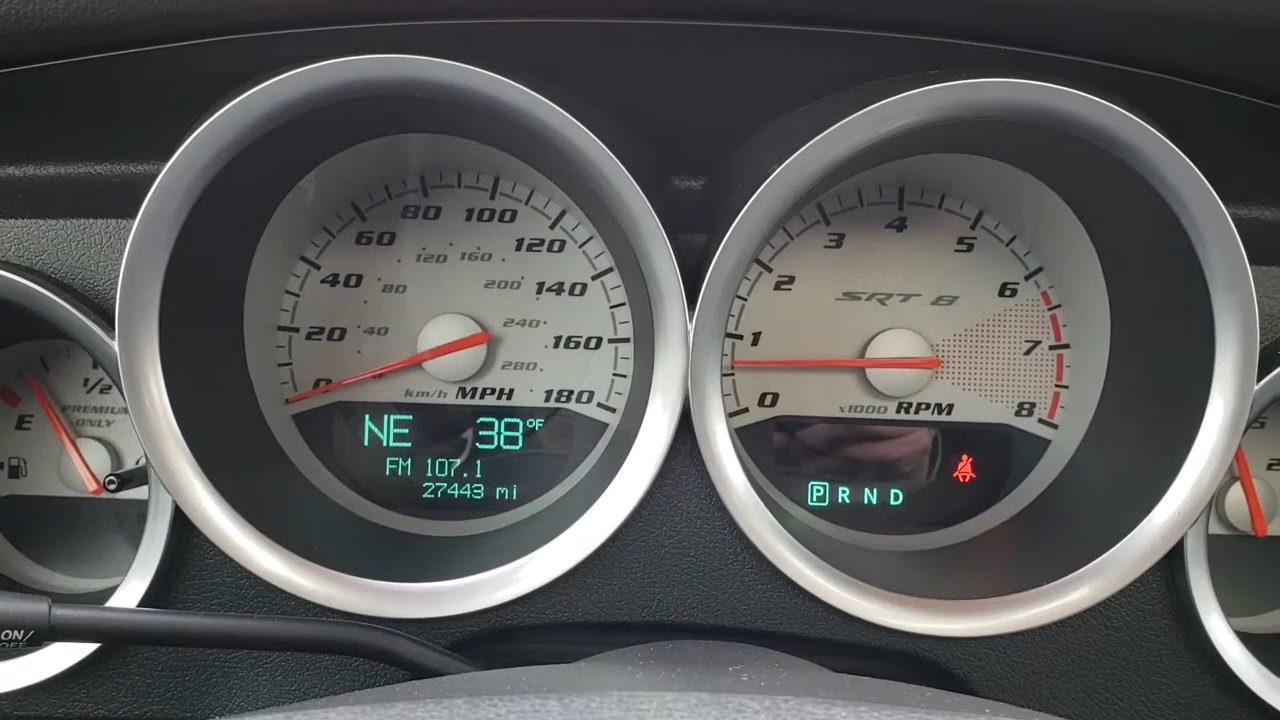 1/2
E
PREMIUM
ONLY
ON/
OFF
0
20
40
60
80
100
120
140
160
180
40
80
120
160
200
240
280
km/h MPH
NE 38°F
FM 107.1
27443 mi
0
1
2
3
4
5
6
7
8
SRT 8
x1000 RPM
P R N D